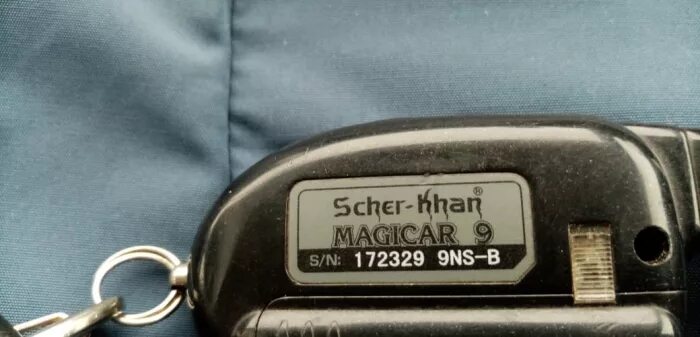 Scher-Khan®
MAGICAR 9
S/N: 172329 9NS-B